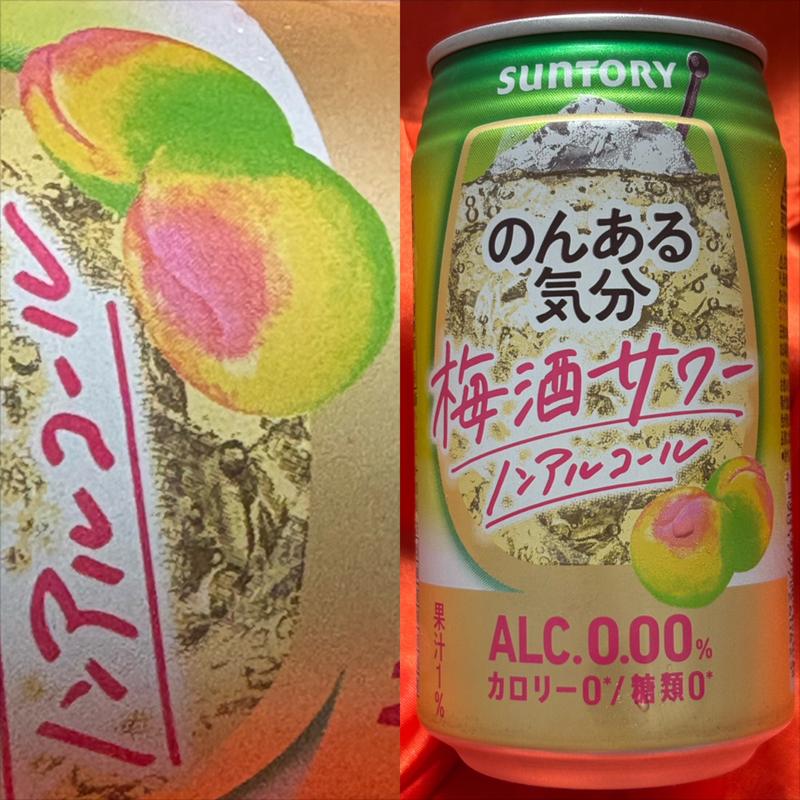 ノンアルコール
SUNTORY
のんある
気分
梅酒サワー
ノンアルコール
果汁1%
ALC.0.00%
カロリー0*/糖類0*